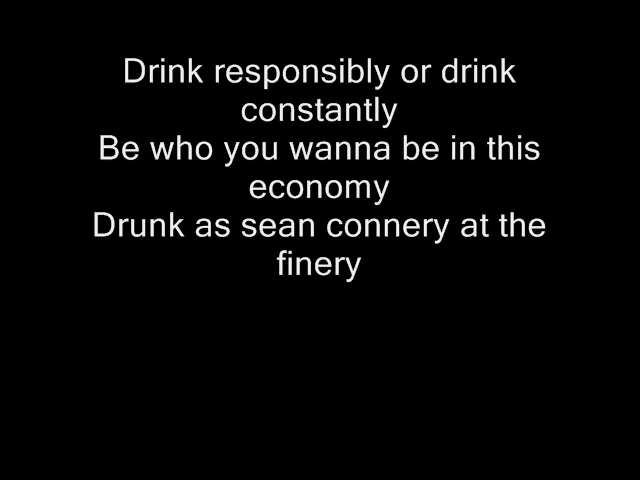 Drink responsibly or drink
constantly
Be who you wanna be in this
economy
Drunk as sean connery at the
finery